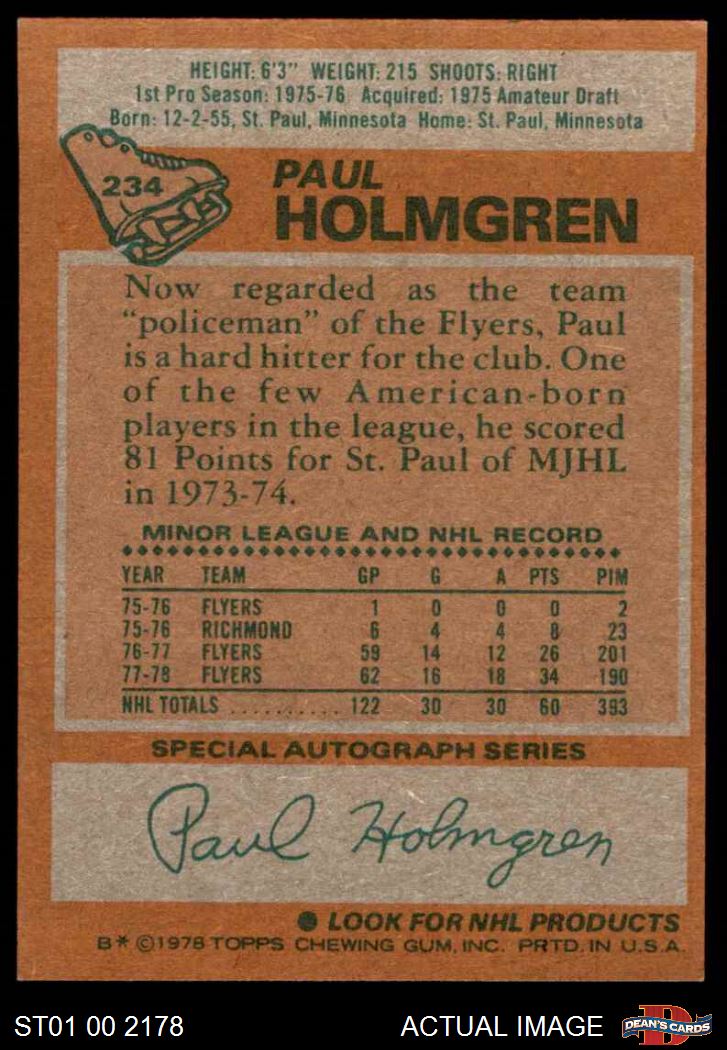 HEIGHT: 6'3" WEIGHT: 215 SHOOTS: RIGHT
1st Pro Season: 1975-76 Acquired: 1975 Amateur Draft
Born: 12-2-55, St. Paul, Minnesota Home: St. Paul, Minnesota
234
PAUL
HOLMGREN
Now regarded as the team
"policeman" of the Flyers, Paul
is a hard hitter for the club. One
of the few American-born
players in the league, he scored
81 Points for St. Paul of MJHL
in 1973-74.
MINOR LEAGUE AND NHL RECORD
YEAR TEAM GP G A PTS PIM
75-76 FLYERS 1 0 0 0 2
75-76 RICHMOND 6 4 4 8 23
76-77 FLYERS 59 14 12 26 201
77-78 FLYERS 62 16 18 34 190
NHL TOTALS .......... 122 30 30 60 393
SPECIAL AUTOGRAPH SERIES
Paul Holmgren
● LOOK FOR NHL PRODUCTS
B* ©1978 TOPPS CHEWING GUM, INC. PRTD. IN U.S.A.
ST01 00 2178 ACTUAL IMAGE
D
DEAN'S CARDS